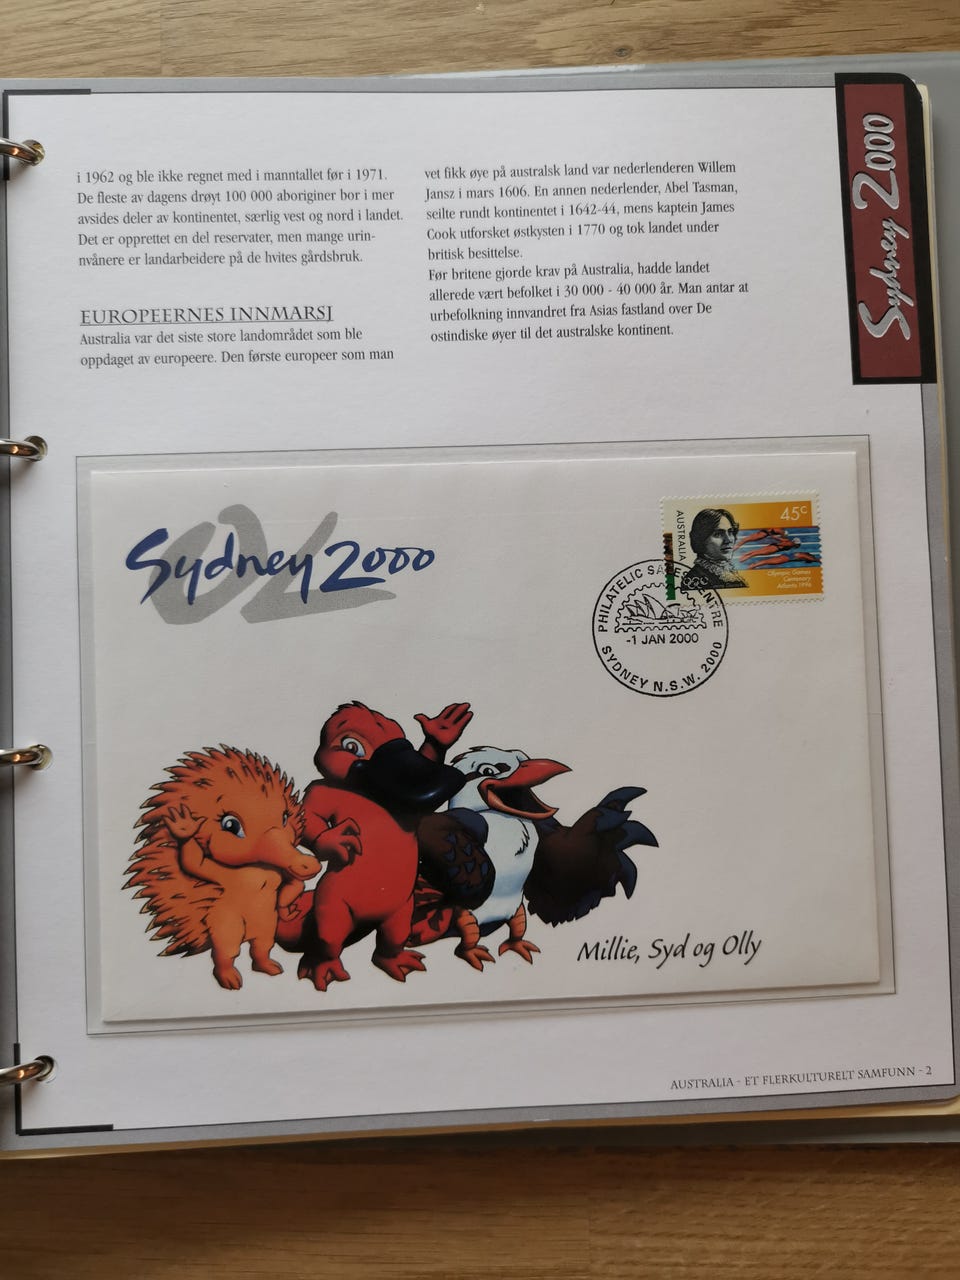 i 1962 og ble ikke regnet med i manntallet før i 1971.
De fleste av dagens drøyt 100 000 aboriginer bor i mer
avsides deler av kontinentet, særlig vest og nord i landet.
Det er opprettet en del reservater, men mange urin-
nvånere er landarbeidere på de hvites gårdsbruk.
EUROPEERNES INNMARSJ
Australia var det siste store landområdet som ble
oppdaget av europeere. Den første europeer som man
vet fikk øye på australsk land var nederlenderen Willem
Jansz i mars 1606. En annen nederlender, Abel Tasman,
seilte rundt kontinentet i 1642-44, mens kaptein James
Cook utforsket østkysten i 1770 og tok landet under
britisk besittelse.
Før britene gjorde krav på Australia, hadde landet
allerede vært befolket i 30 000 - 40 000 år. Man antar at
urbefolkning innvandret fra Asias fastland over De
ostindiske øyer til det australske kontinent.
Sydney 2000
Sydney 2000
AUSTRALIA
45c
Olympic Games
Centenary
Atlanta 1996
PHILATELIC SALES CENTRE
-1 JAN 2000
SYDNEY N.S.W. 2000
Millie, Syd og Olly
AUSTRALIA - ET FLERKULTURELT SAMFUNN - 2